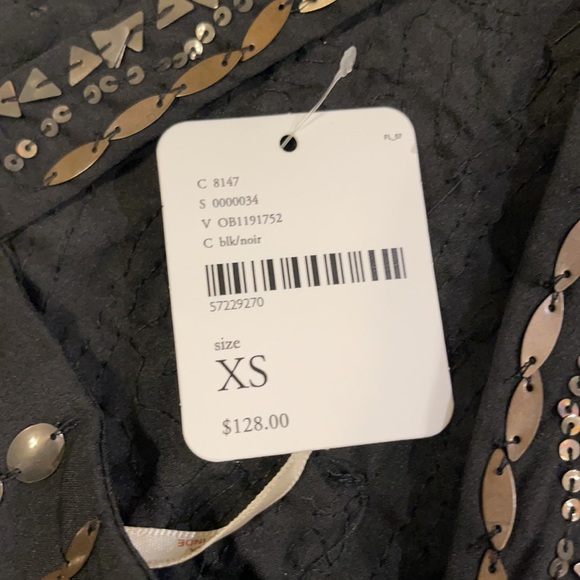 C 8147
S 0000034
V OB1191752
C blk/noir
57229270
size
XS
$128.00